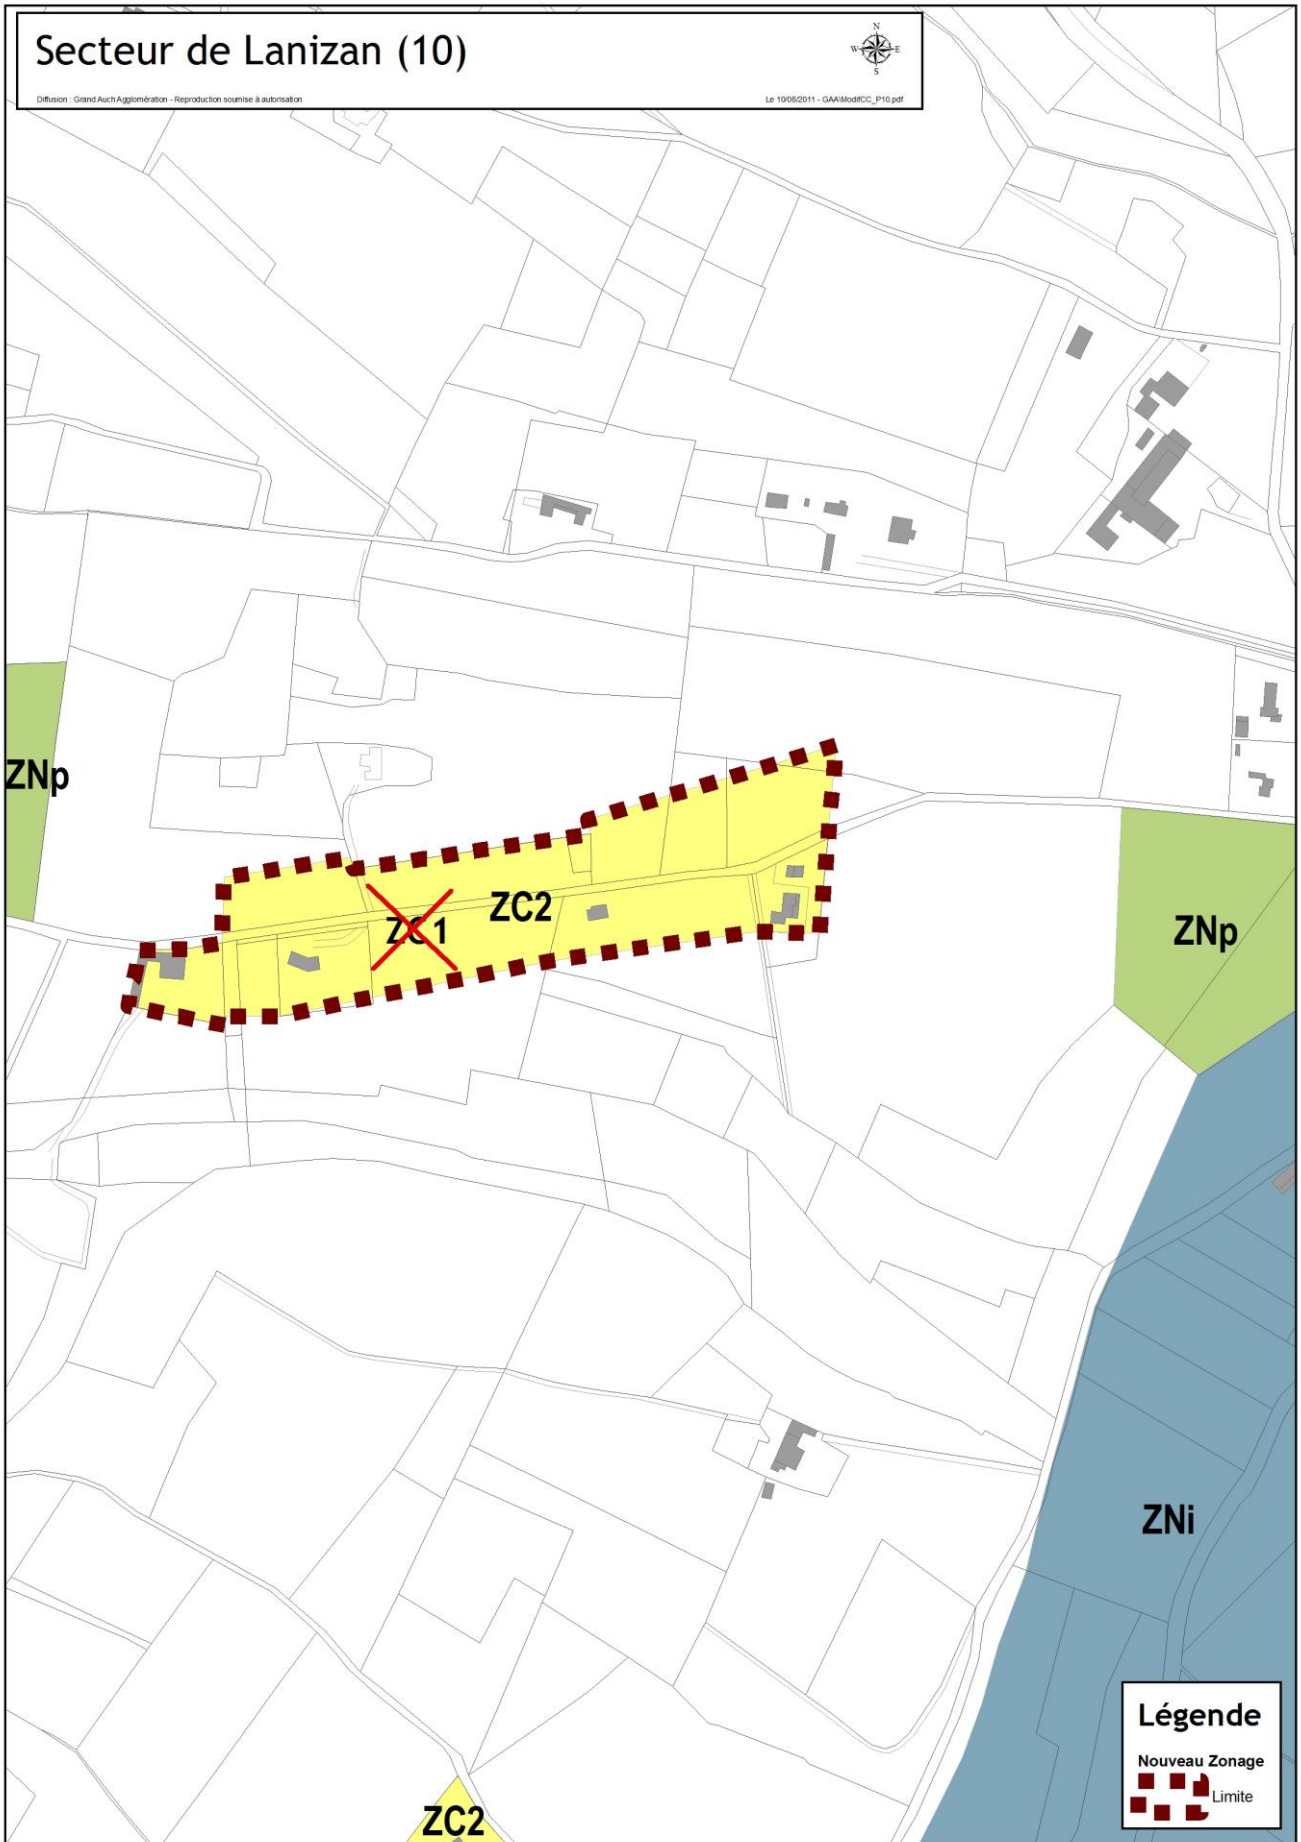 Secteur de Lanizan (10)
N
W E
S
Diffusion : Grand Auch Agglomération - Reproduction soumise à autorisation
Le 10/08/2011 - GAA\ModifCC_P10.pdf
ZNp
ZC2
ZC1
ZNp
ZNi
Légende
Nouveau Zonage
Limite
ZC2